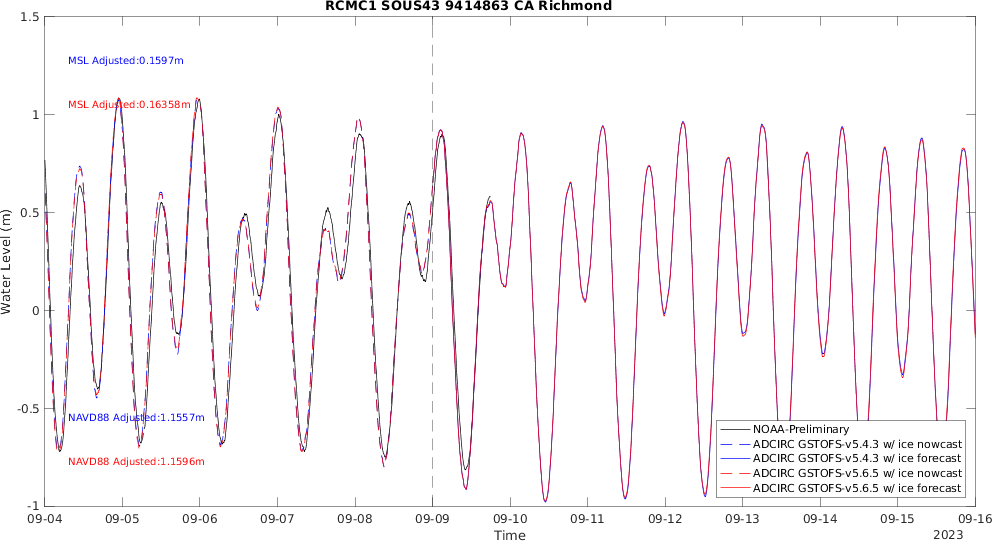 RCMC1 SOUS43 9414863 CA Richmond
1.5
MSL Adjusted:0.1597m
MSL Adjusted:0.16358m
1
0.5
Water Level (m)
0
-0.5
NAVD88 Adjusted:1.1557m
NAVD88 Adjusted:1.1596m
-1
NOAA-Preliminary
ADCIRC GSTOFS-v5.4.3 w/ ice nowcast
ADCIRC GSTOFS-v5.4.3 w/ ice forecast
ADCIRC GSTOFS-v5.6.5 w/ ice nowcast
ADCIRC GSTOFS-v5.6.5 w/ ice forecast
09-04 09-05 09-06 09-07 09-08 09-09 09-10 09-11 09-12 09-13 09-14 09-15 09-16
Time
2023